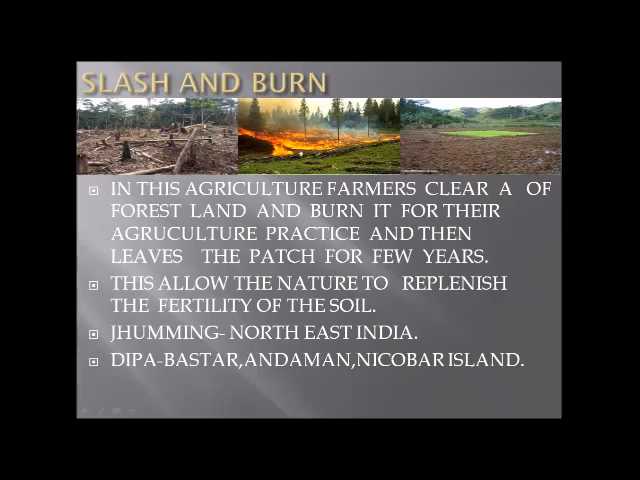 SLASH AND BURN
IN THIS AGRICULTURE FARMERS CLEAR A OF
FOREST LAND AND BURN IT FOR THEIR
AGRUCULTURE PRACTICE AND THEN
LEAVES THE PATCH FOR FEW YEARS.
THIS ALLOW THE NATURE TO REPLENISH
THE FERTILITY OF THE SOIL.
JHUMMING- NORTH EAST INDIA.
DIPA-BASTAR,ANDAMAN,NICOBAR ISLAND.